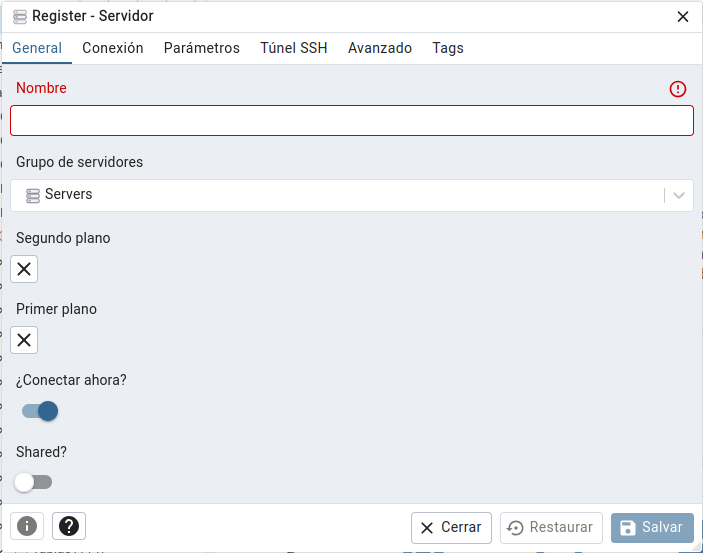 Register - Servidor
General Conexión Parámetros Túnel SSH Avanzado Tags
Nombre
Grupo de servidores
Servers
Segundo plano
Primer plano
¿Conectar ahora?
Shared?
Cerrar Restaurar Salvar